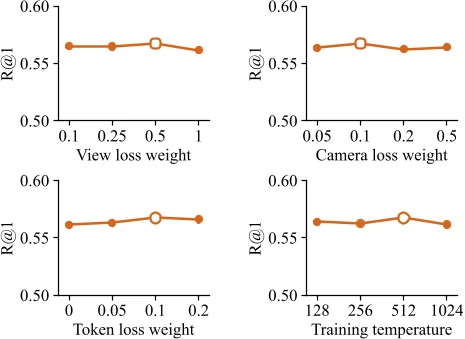 0.60
0.55
0.50
R@1
0.1 0.25 0.5 1
View loss weight
0.60
0.55
0.50
R@1
0.05 0.1 0.2 0.5
Camera loss weight
0.60
0.55
0.50
R@1
0 0.05 0.1 0.2
Token loss weight
0.60
0.55
0.50
R@1
128 256 512 1024
Training temperature